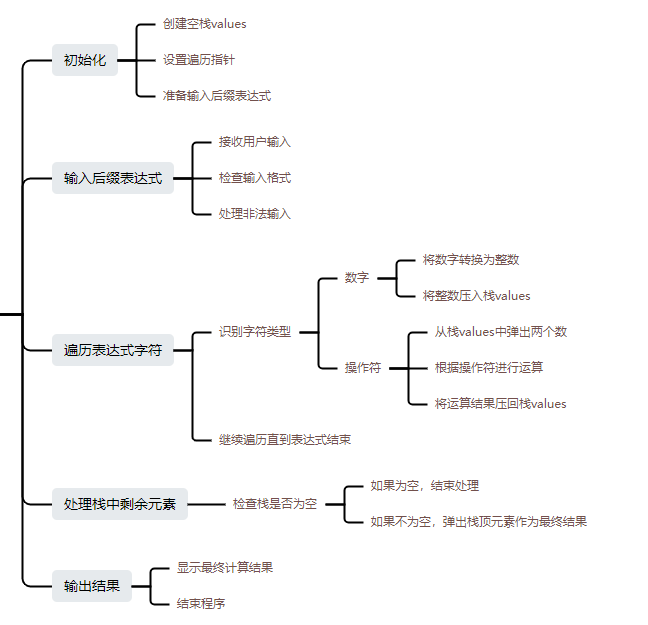 初始化
创建空栈values
设置遍历指针
准备输入后缀表达式
输入后缀表达式
接收用户输入
检查输入格式
处理非法输入
遍历表达式字符
识别字符类型
数字
将数字转换为整数
将整数压入栈values
操作符
从栈values中弹出两个数
根据操作符进行运算
将运算结果压回栈values
继续遍历直到表达式结束
处理栈中剩余元素
检查栈是否为空
如果为空，结束处理
如果不为空，弹出栈顶元素作为最终结果
输出结果
显示最终计算结果
结束程序